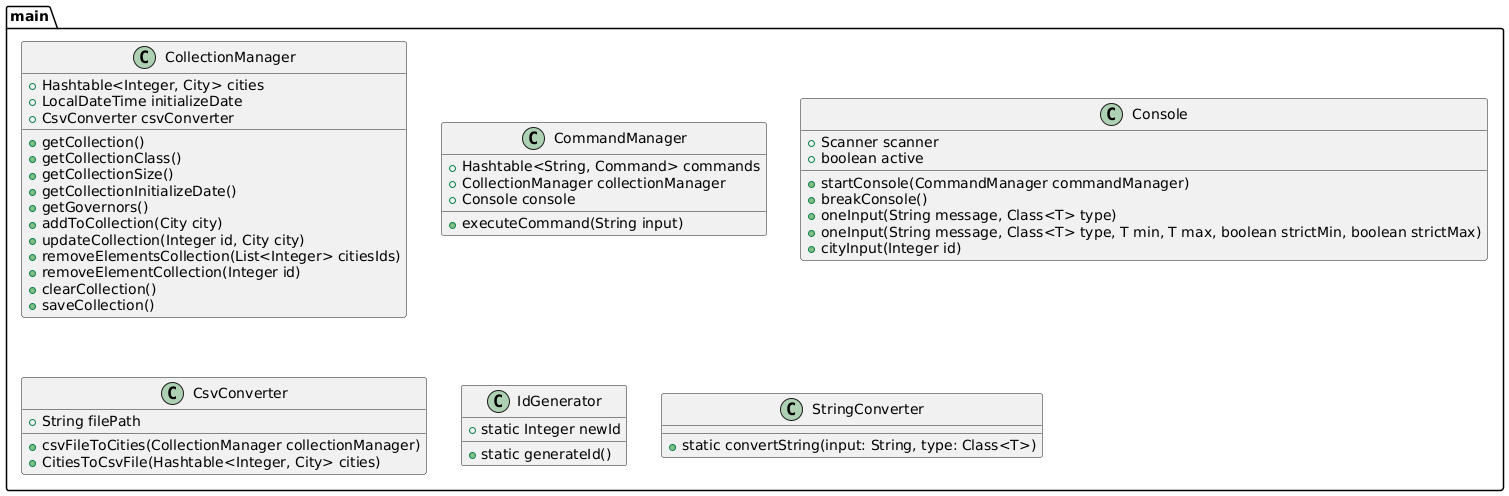 main
C CollectionManager
Hashtable<Integer, City> cities
LocalDateTime initializeDate
CsvConverter csvConverter
getCollection()
getCollectionClass()
getCollectionSize()
getCollectionInitializeDate()
getGovernors()
addToCollection(City city)
updateCollection(Integer id, City city)
removeElementsCollection(List<Integer> citiesIds)
removeElementCollection(Integer id)
clearCollection()
saveCollection()
C CommandManager
Hashtable<String, Command> commands
CollectionManager collectionManager
Console console
executeCommand(String input)
C Console
Scanner scanner
boolean active
startConsole(CommandManager commandManager)
breakConsole()
oneInput(String message, Class<T> type)
oneInput(String message, Class<T> type, T min, T max, boolean strictMin, boolean strictMax)
cityInput(Integer id)
C CsvConverter
String filePath
csvFileToCities(CollectionManager collectionManager)
CitiesToCsvFile(Hashtable<Integer, City> cities)
C IdGenerator
static Integer newId
static generateId()
C StringConverter
static convertString(input: String, type: Class<T>)